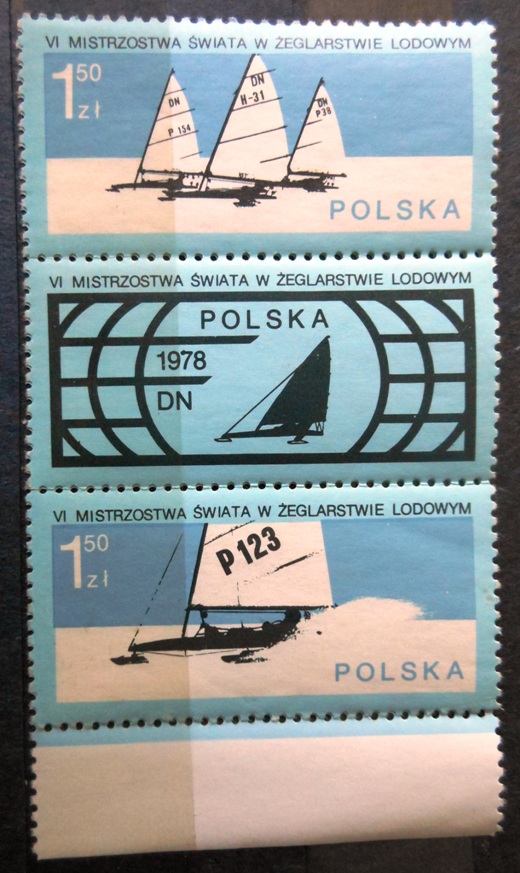 VI MISTRZOSTWA ŚWIATA W ŻEGLARSTWIE LODOWYM
1 50 zł
DN
P 154
DN
H-31
DN
P 38
POLSKA
VI MISTRZOSTWA ŚWIATA W ŻEGLARSTWIE LODOWYM
POLSKA
1978
DN
VI MISTRZOSTWA ŚWIATA W ŻEGLARSTWIE LODOWYM
1 50 zł
P 123
POLSKA